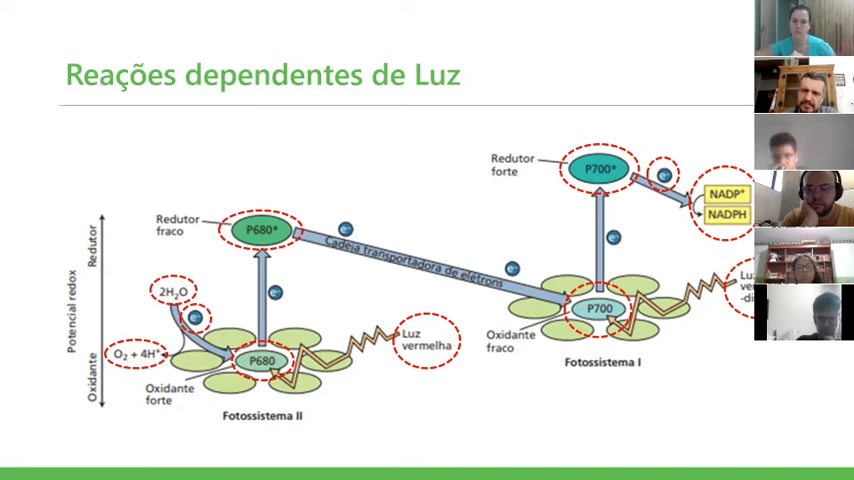 Reações dependentes de Luz
Redutor
forte
P700*
e⁻
NADP⁺
NADPH
Redutor
fraco
P680*
e⁻
Cadeia transportadora de elétrons
e⁻
e⁻
e⁻
Potencial redox
Redutor
Oxidante
2H₂O
e⁻
O₂ + 4H⁺
P680
Oxidante
forte
Luz
vermelha
Fotossistema II
P700
Oxidante
fraco
Luz
Fotossistema I